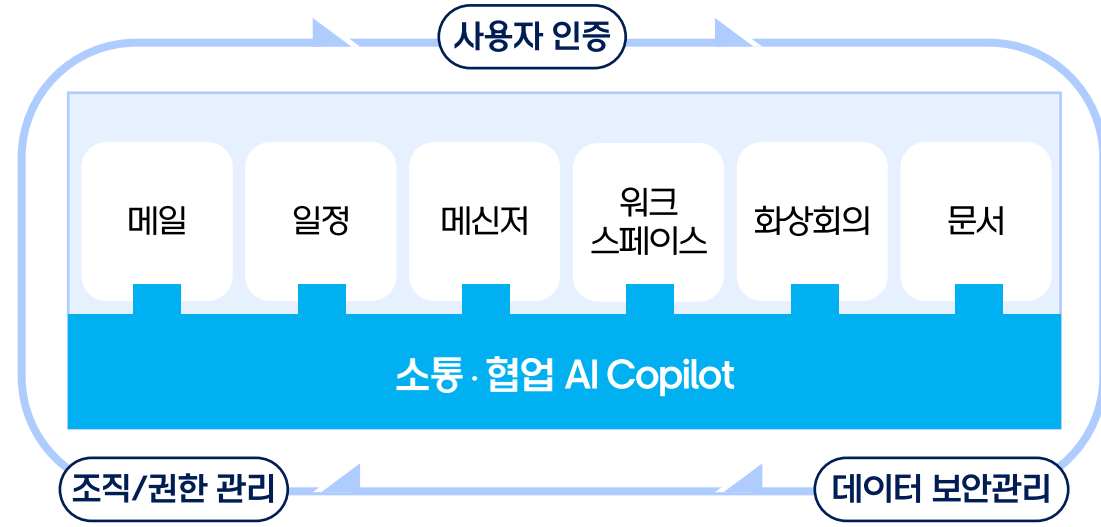 사용자 인증
메일
일정
메신저
워크
스페이스
화상회의
문서
소통 · 협업 AI Copilot
조직/권한 관리
데이터 보안관리